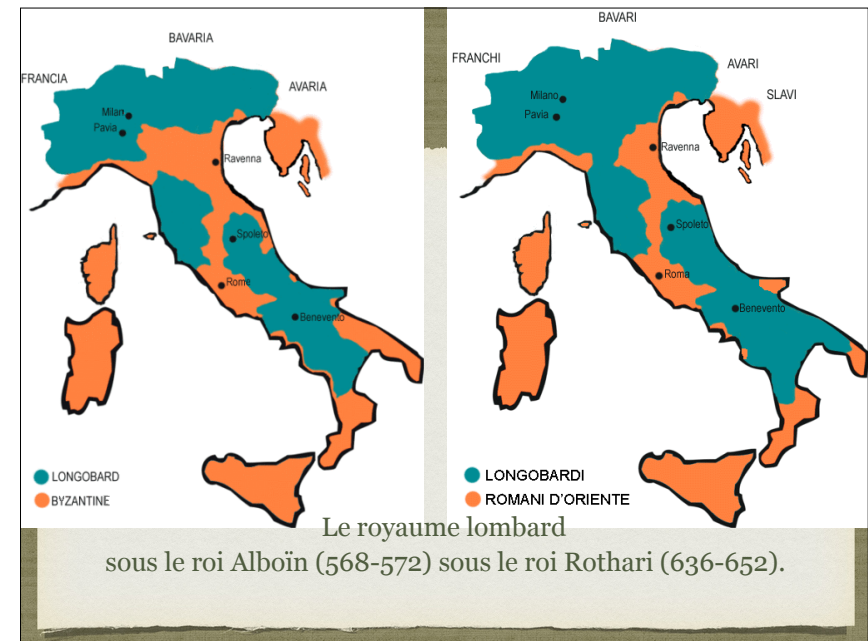 BAVARIA
FRANCIA
AVARIA
Milan
Pavia
Ravenna
Spoleto
Rome
Benevento
LONGOBARD
BYZANTINE
BAVARI
FRANCHI
AVARI
SLAVI
Milano
Pavia
Ravenna
Spoleto
Roma
Benevento
LONGOBARDI
ROMANI D'ORIENTE
Le royaume lombard
sous le roi Alboïn (568-572) sous le roi Rothari (636-652).